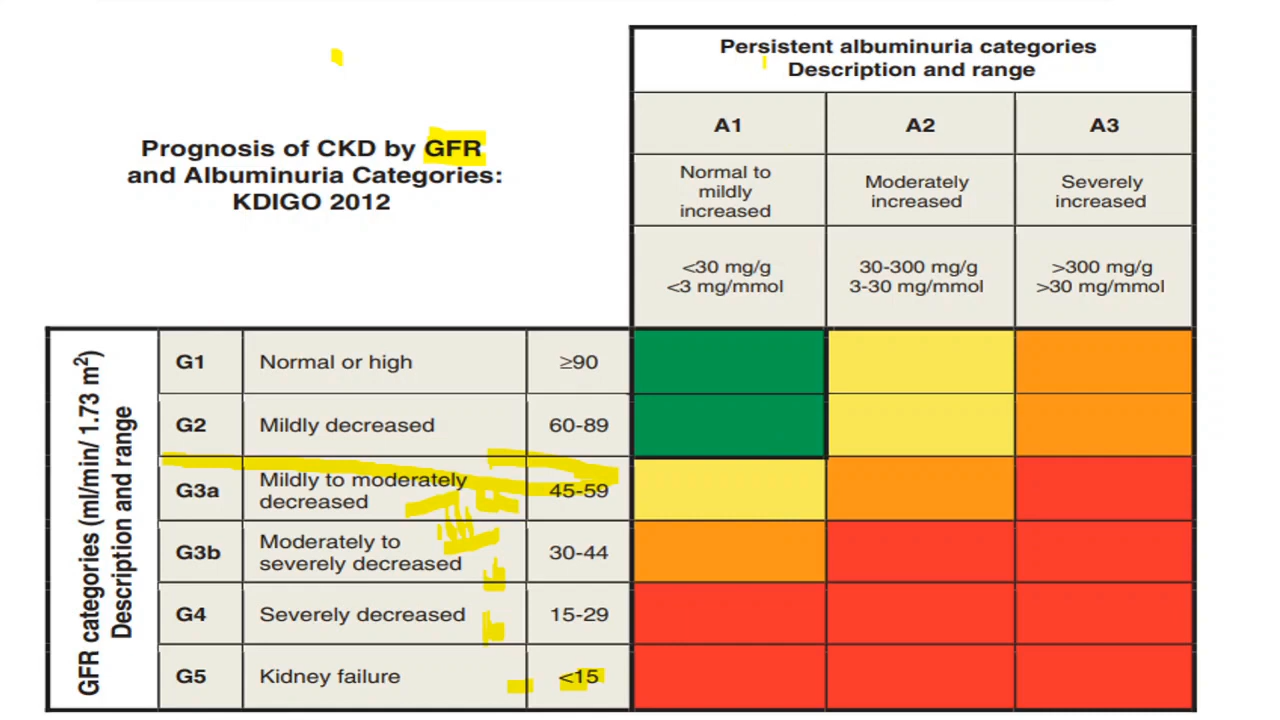 Persistent albuminuria categories
Description and range
Prognosis of CKD by GFR
and Albuminuria Categories:
KDIGO 2012
A1
A2
A3
Normal to
mildly
increased
Moderately
increased
Severely
increased
<30 mg/g
<3 mg/mmol
30-300 mg/g
3-30 mg/mmol
>300 mg/g
>30 mg/mmol
GFR categories (ml/min/ 1.73 m²)
Description and range
G1
Normal or high
≥90
G2
Mildly decreased
60-89
G3a
Mildly to moderately
decreased
45-59
G3b
Moderately to
severely decreased
30-44
G4
Severely decreased
15-29
G5
Kidney failure
<15